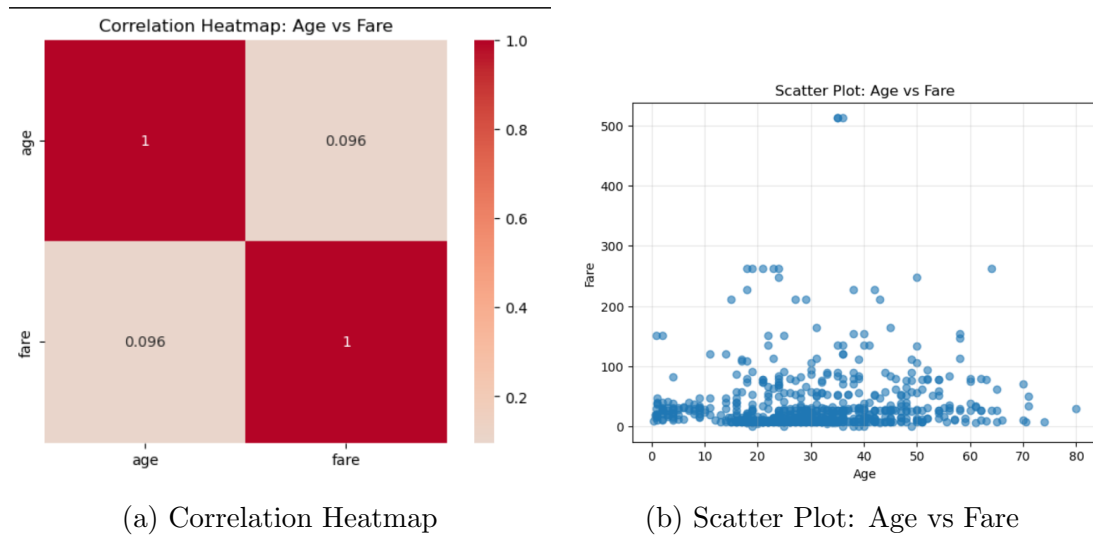 Correlation Heatmap: Age vs Fare
1.0
0.8
0.6
0.4
0.2
age
fare
1
0.096
0.096
1
age
fare
(a) Correlation Heatmap
Scatter Plot: Age vs Fare
Fare
500
400
300
200
100
0
0 10 20 30 40 50 60 70 80
Age
(b) Scatter Plot: Age vs Fare